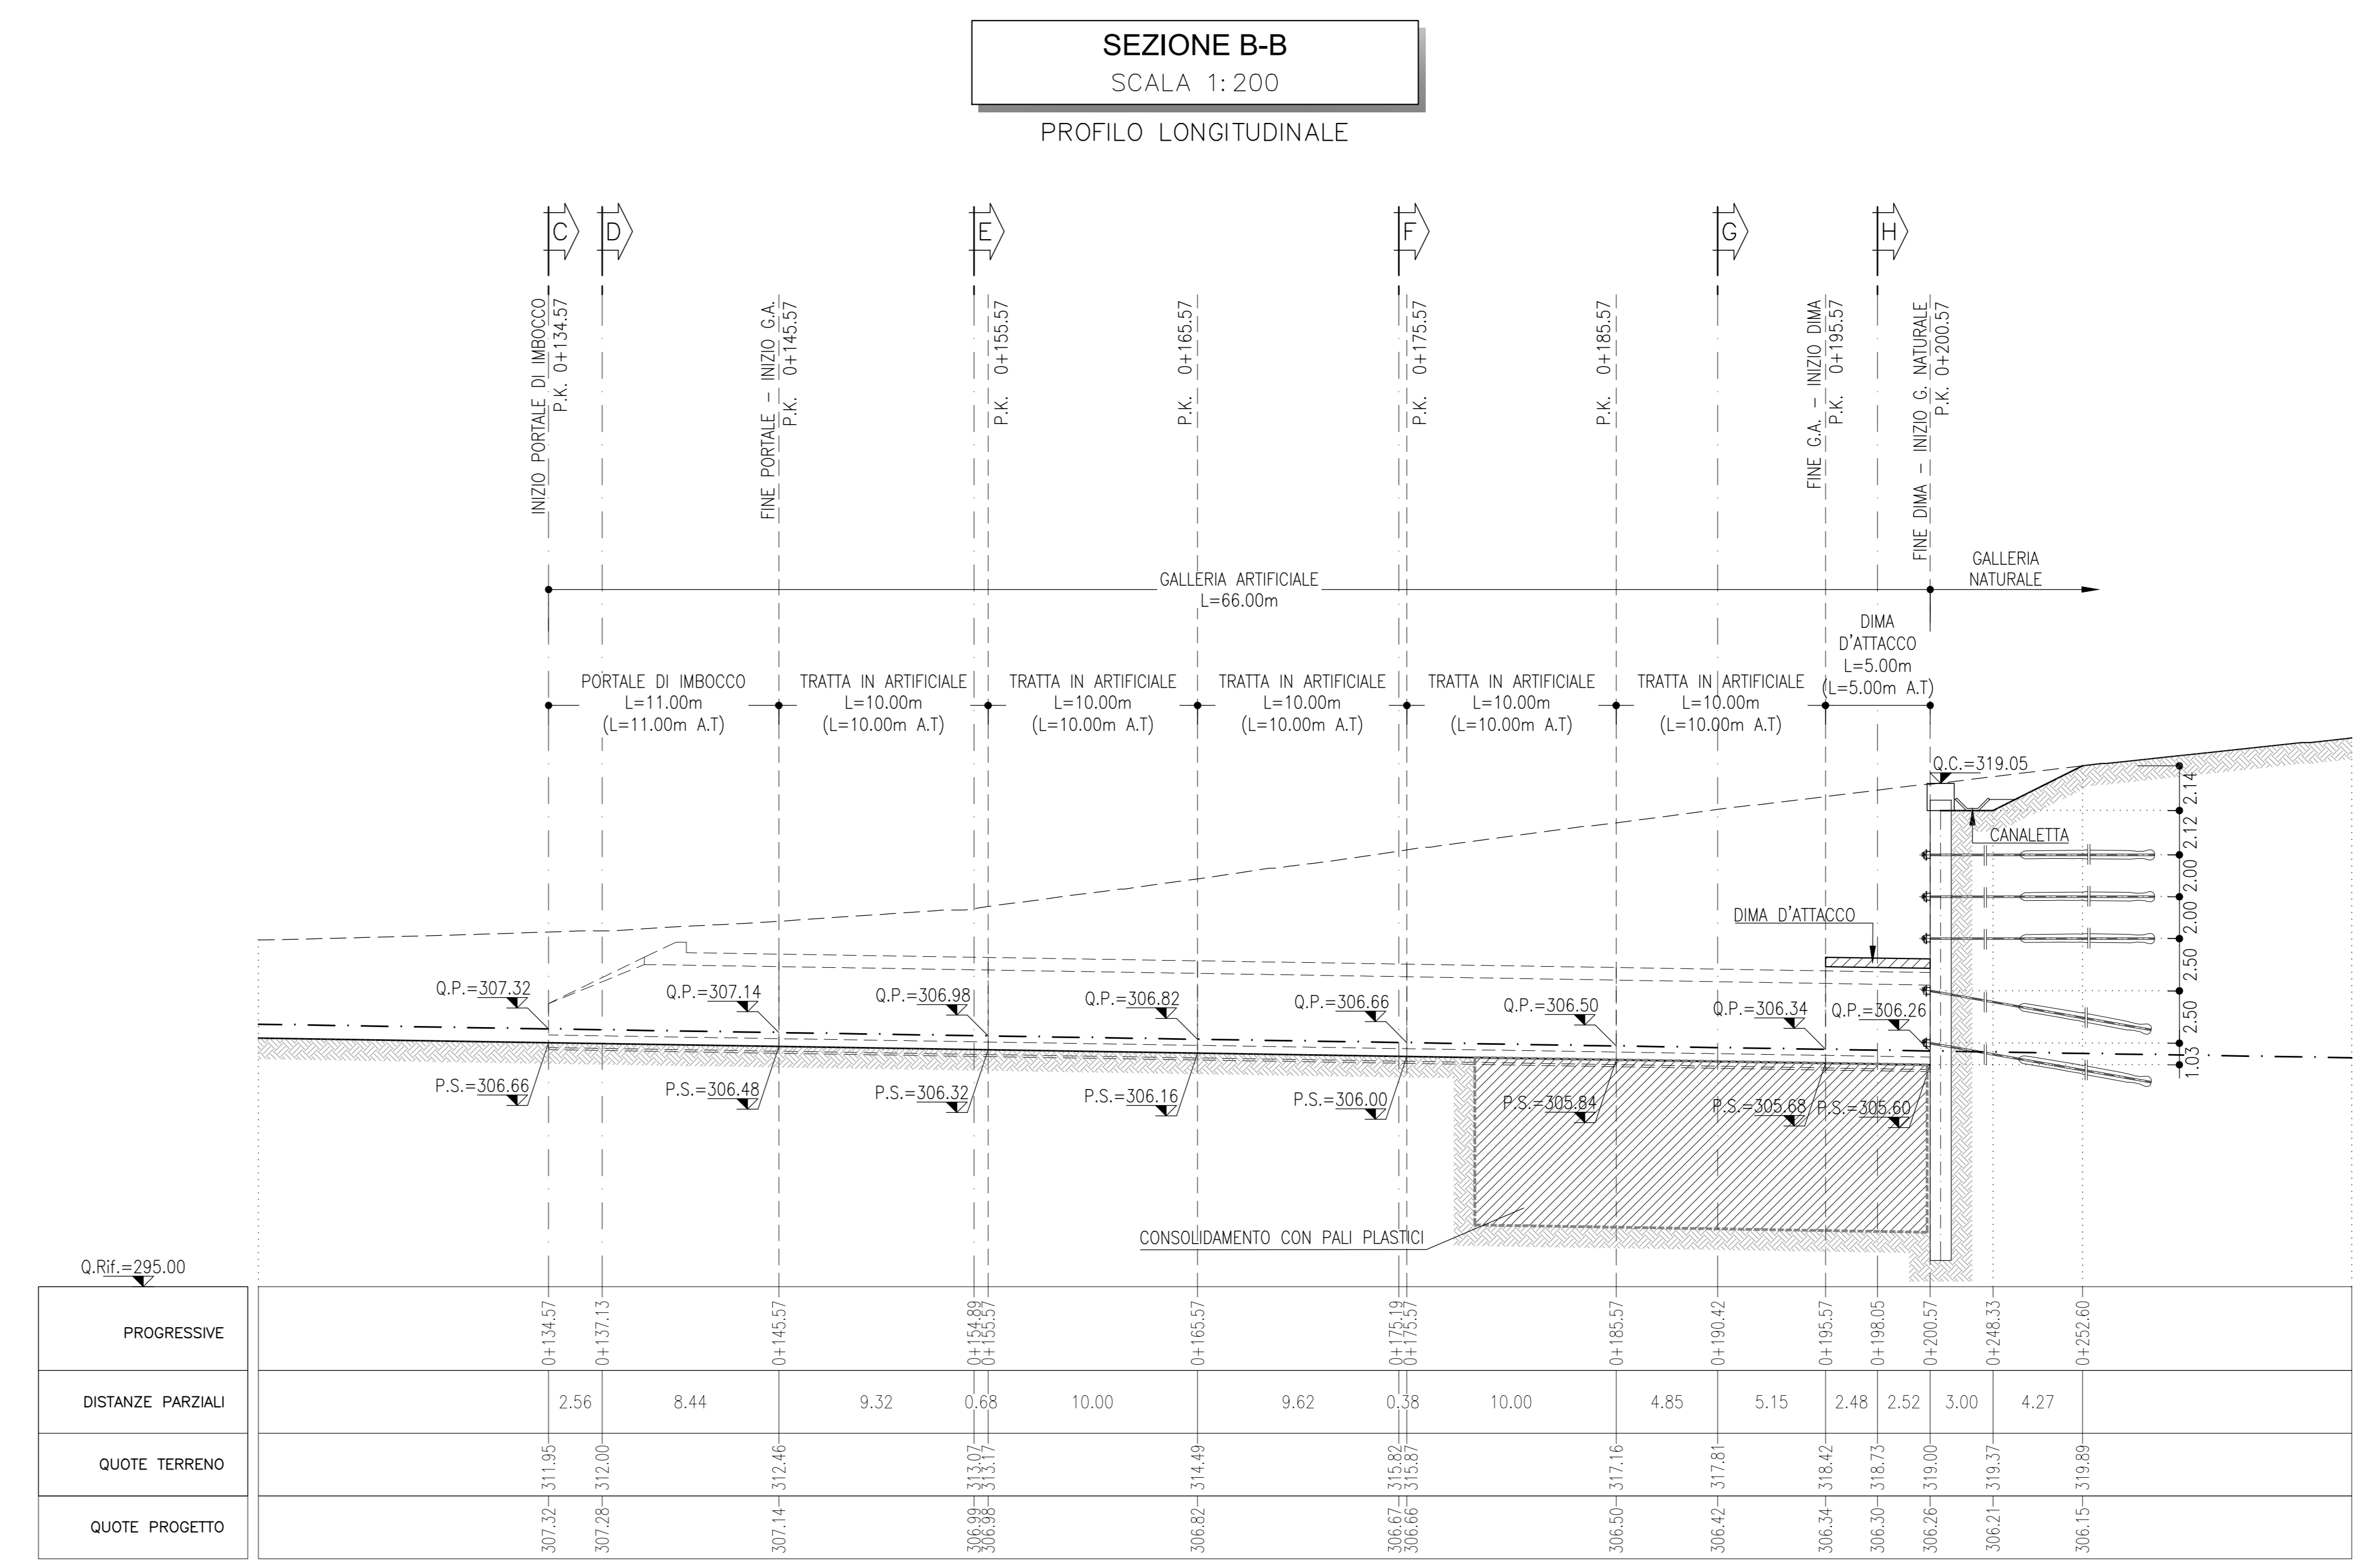 SEZIONE B-B
SCALA 1:200
PROFILO LONGITUDINALE
C
D
E
F
G
H
INIZIO PORTALE DI IMBOCCO
P.K. 0+134.57
FINE PORTALE - INIZIO G.A.
P.K. 0+145.57
P.K. 0+155.57
P.K. 0+165.57
P.K. 0+175.57
P.K. 0+185.57
FINE G.A. - INIZIO DIMA
P.K. 0+195.57
FINE DIMA - INIZIO G. NATURALE
P.K. 0+200.57
GALLERIA ARTIFICIALE
L=66.00m
GALLERIA
NATURALE
PORTALE DI IMBOCCO
L=11.00m
(L=11.00m A.T)
TRATTA IN ARTIFICIALE
L=10.00m
(L=10.00m A.T)
TRATTA IN ARTIFICIALE
L=10.00m
(L=10.00m A.T)
TRATTA IN ARTIFICIALE
L=10.00m
(L=10.00m A.T)
TRATTA IN ARTIFICIALE
L=10.00m
(L=10.00m A.T)
TRATTA IN ARTIFICIALE
L=10.00m
(L=10.00m A.T)
DIMA
D'ATTACCO
L=5.00m
(L=5.00m A.T)
Q.C.=319.05
CANALETTA
2.14
2.12
2.00
2.00
2.50
2.50
1.03
DIMA D'ATTACCO
Q.P.=307.32
Q.P.=307.14
Q.P.=306.98
Q.P.=306.82
Q.P.=306.66
Q.P.=306.50
Q.P.=306.34
Q.P.=306.26
P.S.=306.66
P.S.=306.48
P.S.=306.32
P.S.=306.16
P.S.=306.00
P.S.=305.84
P.S.=305.68
P.S.=305.60
CONSOLIDAMENTO CON PALI PLASTICI
Q.Rif.=295.00
PROGRESSIVE 0+134.57 0+137.13 0+145.57 0+154.89 0+155.57 0+165.57 0+175.19 0+175.57 0+185.57 0+190.42 0+195.57 0+198.05 0+200.57 0+248.33 0+252.60
DISTANZE PARZIALI 2.56 8.44 9.32 0.68 10.00 9.62 0.38 10.00 4.85 5.15 2.48 2.52 3.00 4.27
QUOTE TERRENO 311.95 312.00 312.46 313.07 313.17 314.49 315.82 315.87 317.16 317.81 318.42 318.73 319.00 319.37 319.89
QUOTE PROGETTO 307.32 307.28 307.14 306.99 306.98 306.82 306.67 306.66 306.50 306.42 306.34 306.30 306.26 306.21 306.15